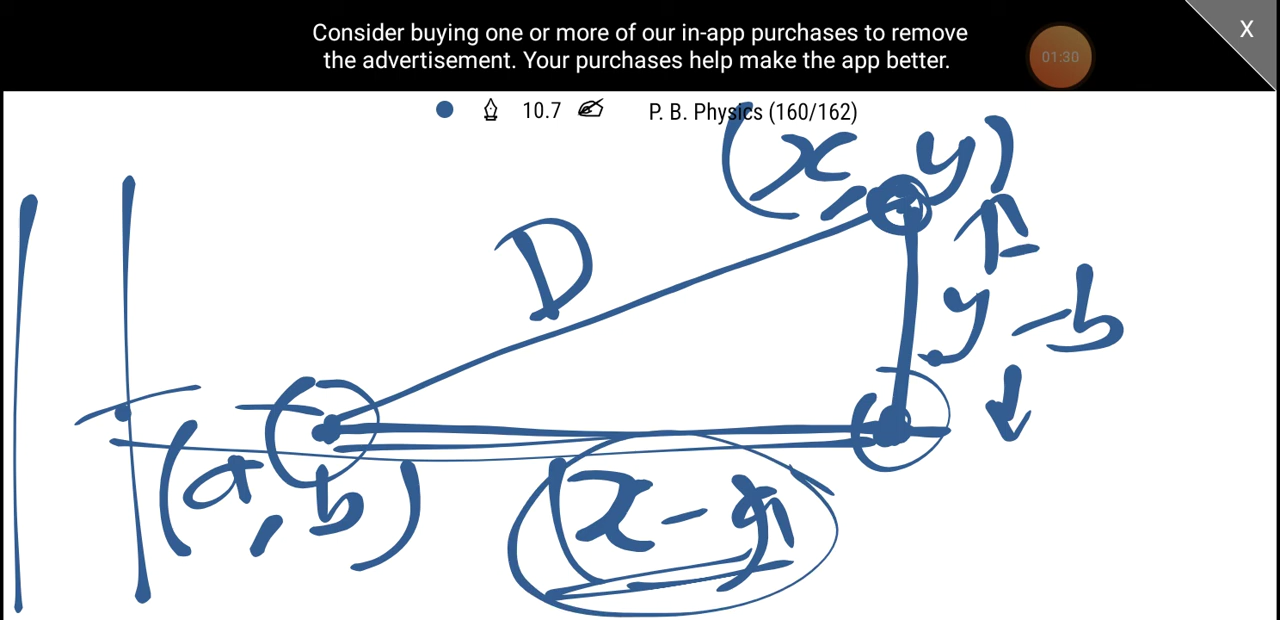 Consider buying one or more of our in-app purchases to remove
the advertisement. Your purchases help make the app better.
X
01:30
10.7 P. B. Physics (160/162)
(x, y)
D
y - b
(a, b)